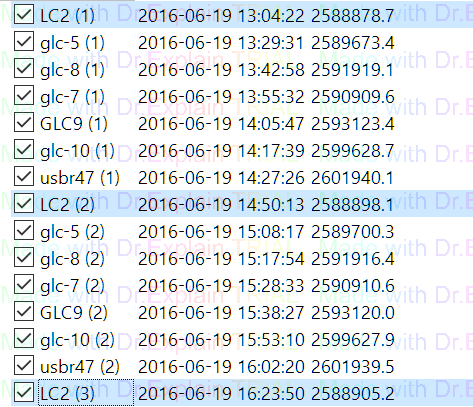 LC2 (1) 2016-06-19 13:04:22 2588878.7
glc-5 (1) 2016-06-19 13:29:31 2589673.4
glc-8 (1) 2016-06-19 13:42:58 2591919.1
glc-7 (1) 2016-06-19 13:55:32 2590909.6
GLC9 (1) 2016-06-19 14:05:47 2593123.4
glc-10 (1) 2016-06-19 14:17:39 2599628.7
usbr47 (1) 2016-06-19 14:27:26 2601940.1
LC2 (2) 2016-06-19 14:50:13 2588898.1
glc-5 (2) 2016-06-19 15:08:17 2589700.3
glc-8 (2) 2016-06-19 15:17:54 2591916.4
glc-7 (2) 2016-06-19 15:28:33 2590910.6
GLC9 (2) 2016-06-19 15:38:27 2593120.0
glc-10 (2) 2016-06-19 15:53:10 2599627.9
usbr47 (2) 2016-06-19 16:02:20 2601939.5
LC2 (3) 2016-06-19 16:23:50 2588905.2